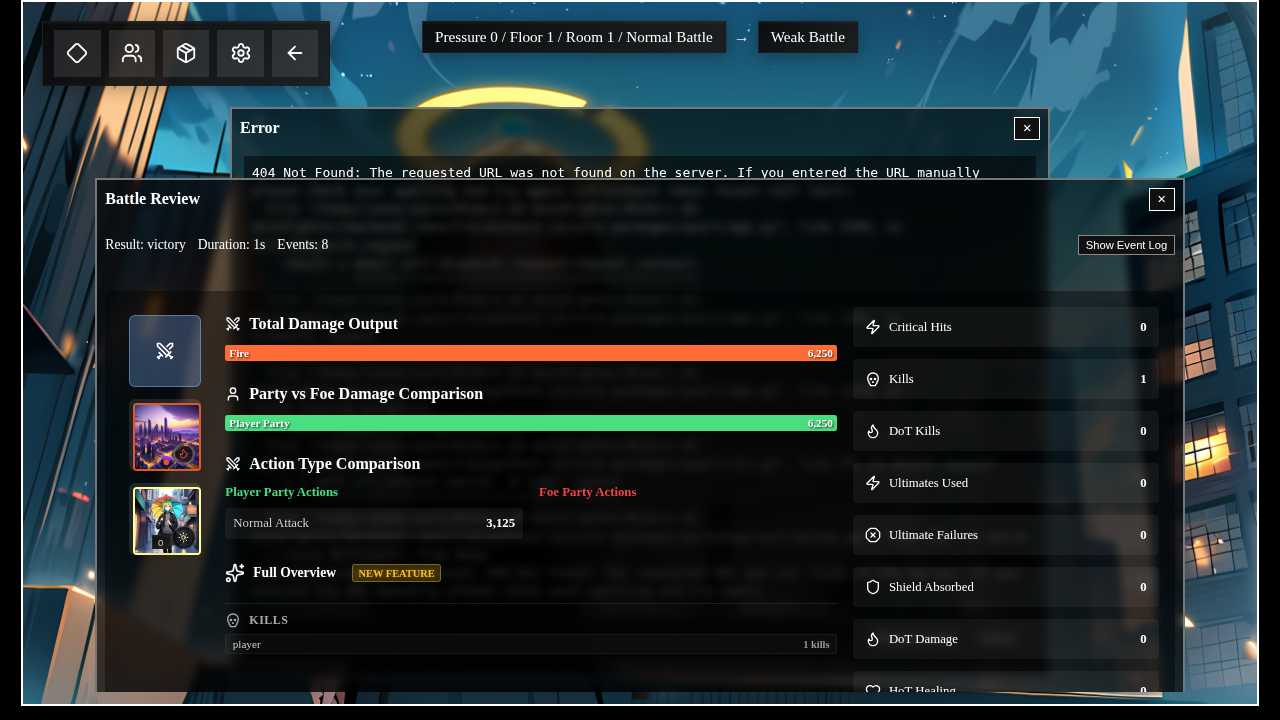 Pressure 0 / Floor 1 / Room 1 / Normal Battle → Weak Battle
Error
×
404 Not Found: The requested URL was not found on the server. If you entered the URL manually
Battle Review
×
Result: victory Duration: 1s Events: 8
Show Event Log
Total Damage Output
Fire 6,250
Party vs Foe Damage Comparison
Player Party 6,250
Action Type Comparison
Player Party Actions Foe Party Actions
Normal Attack 3,125
Full Overview NEW FEATURE
KILLS
player 1 kills
0
Critical Hits 0
Kills 1
DoT Kills 0
Ultimates Used 0
Ultimate Failures 0
Shield Absorbed 0
DoT Damage 0
HoT Healing 0